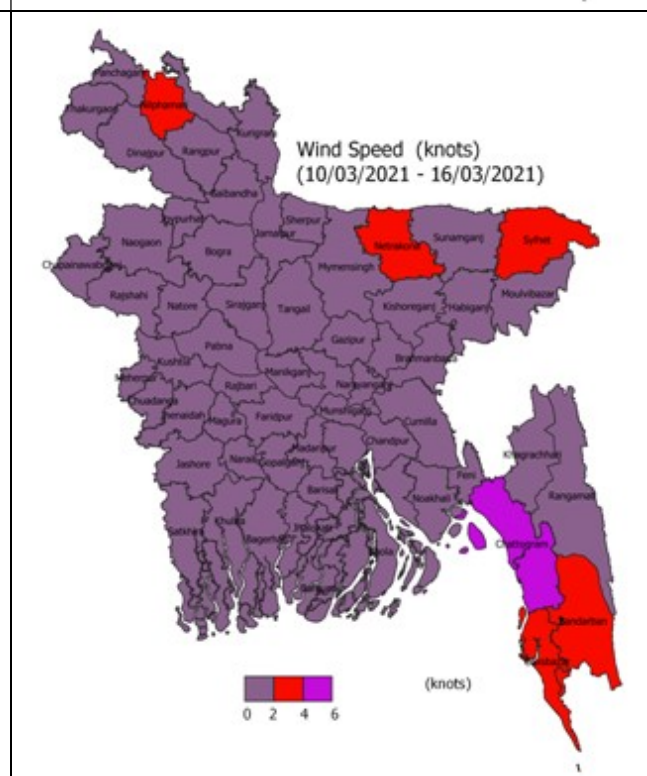 Panchagarh
Nilphamari
Thakurgaon
Kurigram
Wind Speed (knots)
(10/03/2021 - 16/03/2021)
Dinajpur
Rangpur
Gaibandha
Joypurhat
Sherpur
Jamalpur
Netrakona
Sunamganj
Sylhet
Naogaon
Bogra
Mymensingh
Chapainawabganj
Rajshahi
Natore
Sirajganj
Tangail
Kishoreganj
Habiganj
Moulvibazar
Gazipur
Pabna
Brahmanbaria
Kushtia
Manikganj
Narayanganj
Meherpur
Rajbari
Chuadanga
Jhenaidah
Magura
Faridpur
Munshiganj
Cumilla
Madaripur
Chandpur
Khagrachhari
Jashore
Narail
Gopalganj
Feni
Rangamati
Barisal
Noakhali
Satkhira
Khulna
Bagerhat
Jhalokati
Bhola
Chattogram
Bandarban
(knots)
0 2 4 6